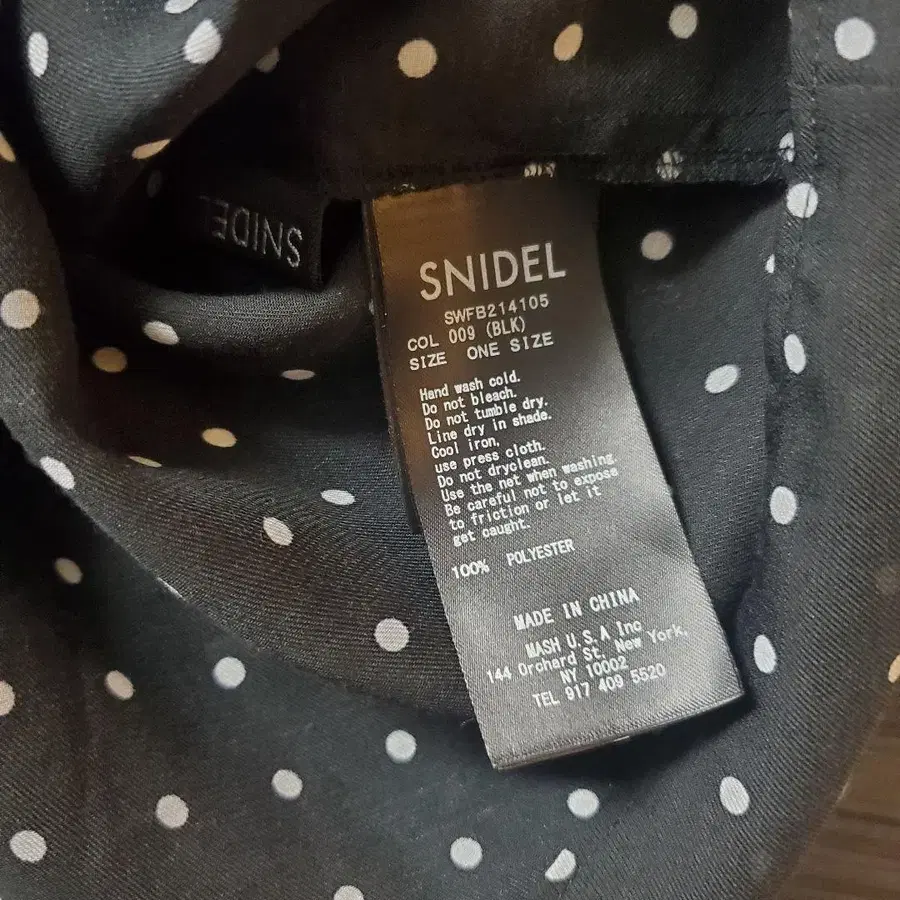 SNIDEL
SNIDEL
SWFB214105
COL 009 (BLK)
SIZE ONE SIZE
Hand wash cold.
Do not bleach.
Do not tumble dry.
Line dry in shade.
Cool iron,
use press cloth.
Do not dryclean.
Use the net when washing.
Be careful not to expose
to friction or let it
get caught.
100% POLYESTER
MADE IN CHINA
MASH U.S.A Inc
144 Orchard St. New York,
NY 10002
TEL 917 409 5520